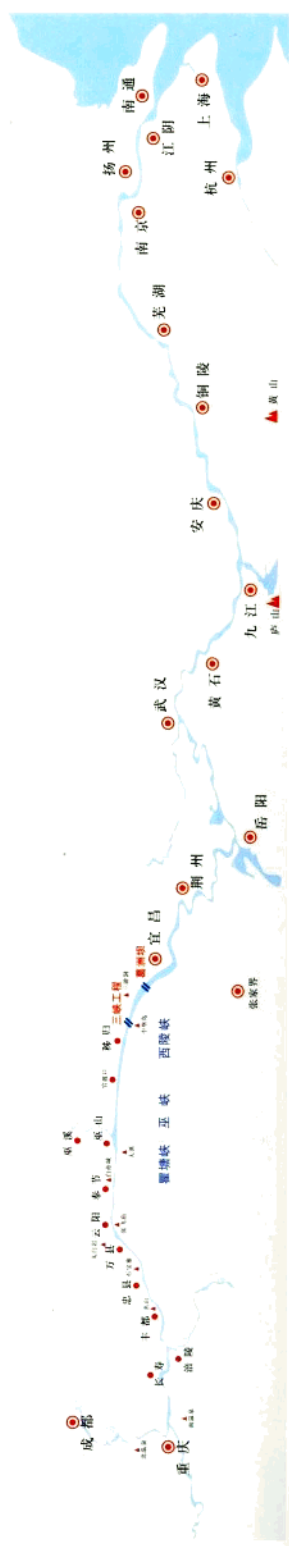 成都
重庆
长寿
涪陵
丰都
忠县
万县
云阳
奉节
巫溪
巫山
秭归
三峡工程
葛洲坝
瞿塘峡
巫峡
西陵峡
宜昌
张家界
荆州
岳阳
武汉
黄石
九江
庐山
安庆
铜陵
黄山
芜湖
南京
扬州
江阴
南通
上海
杭州